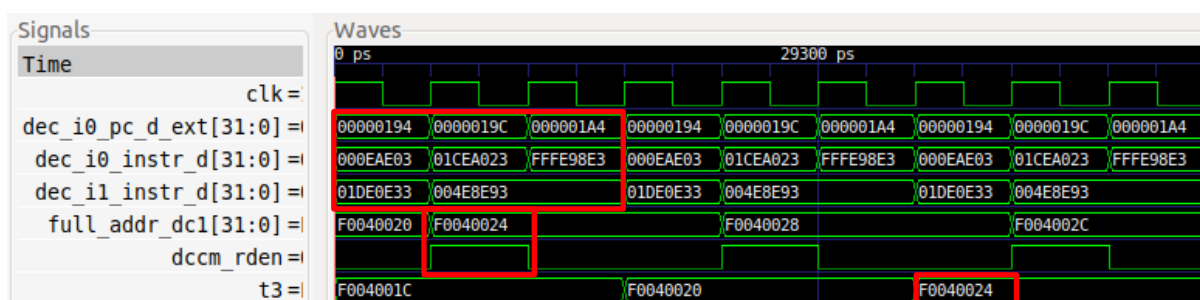 Signals Waves
Time 0 ps 29300 ps
clk =
dec_i0_pc_d_ext[31:0] = 00000194 0000019C 000001A4 00000194 0000019C 000001A4 00000194 0000019C 000001A4
dec_i0_instr_d[31:0] = 000EAE03 01CEA023 FFFE98E3 000EAE03 01CEA023 FFFE98E3 000EAE03 01CEA023 FFFE98E3
dec_i1_instr_d[31:0] = 01DE0E33 004E8E93 01DE0E33 004E8E93 01DE0E33 004E8E93
full_addr_dc1[31:0] = F0040020 F0040024 F0040028 F004002C
dccm_rden =
t3 = F004001C F0040020 F0040024